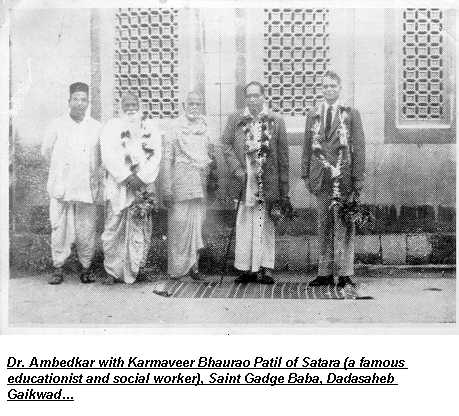 Dr. Ambedkar with Karmaveer Bhaurao Patil of Satara (a famous
educationist and social worker), Saint Gadge Baba, Dadasaheb
Gaikwad...